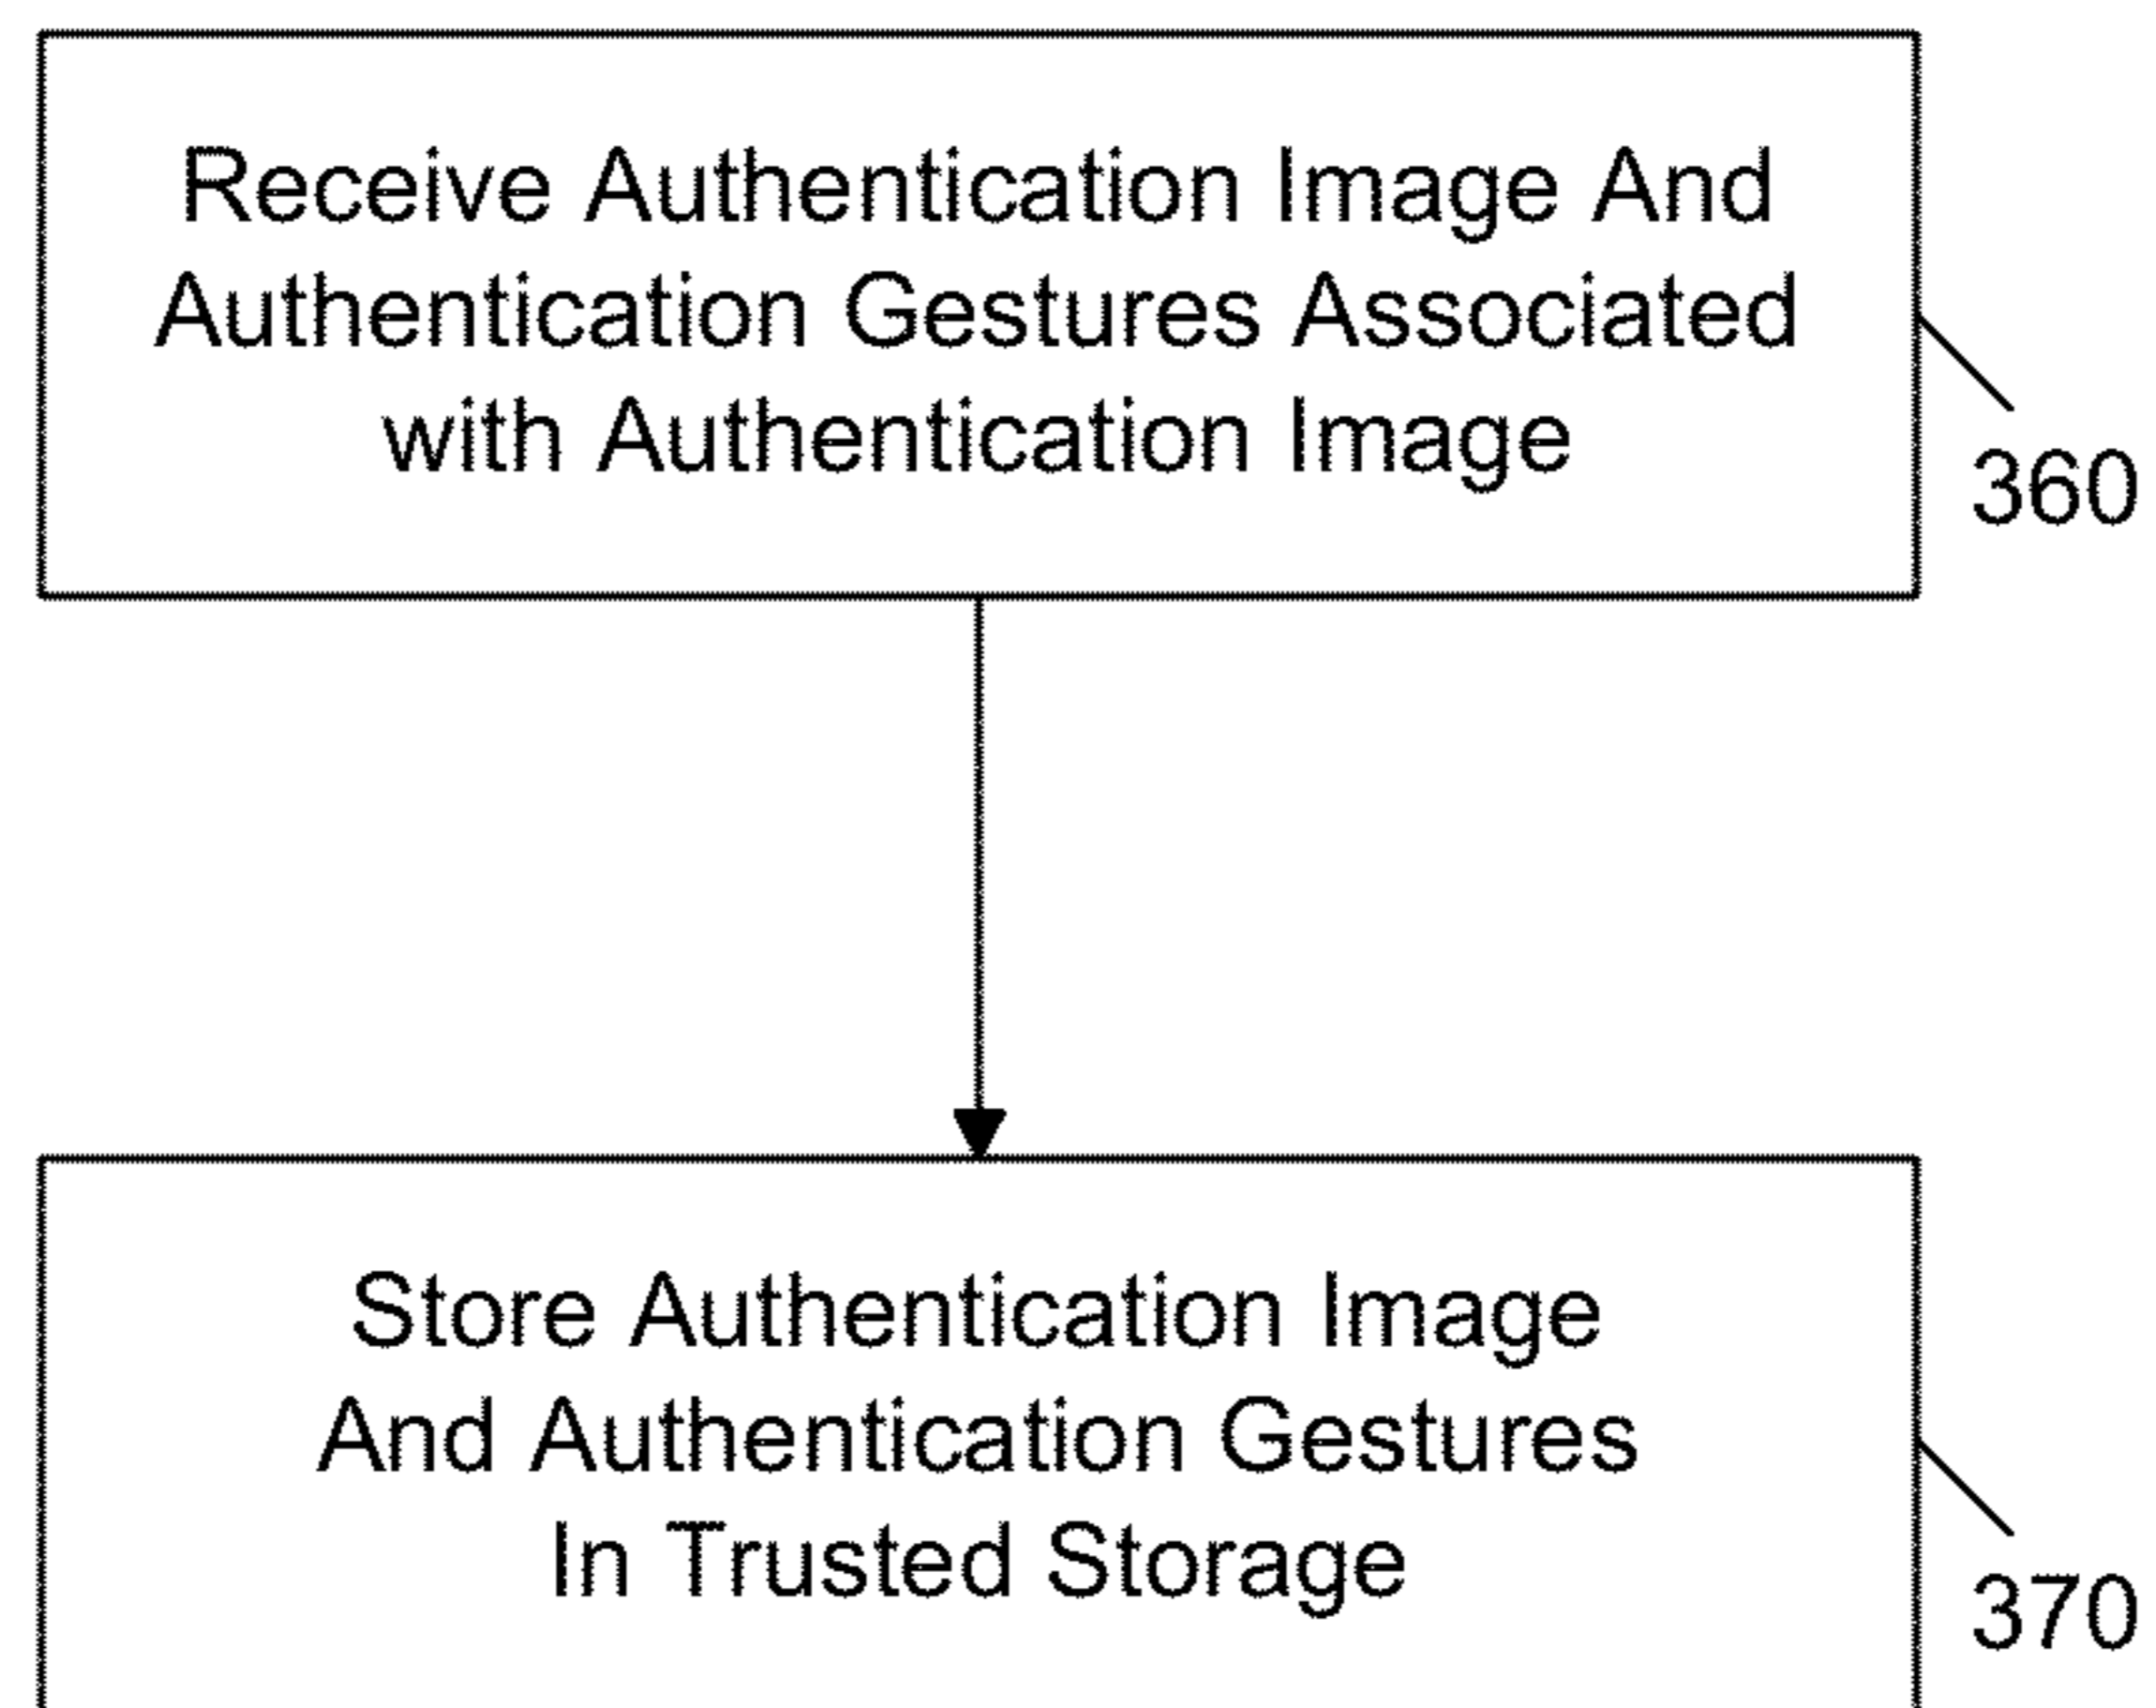 Receive Authentication Image And
Authentication Gestures Associated
with Authentication Image
360
Store Authentication Image
And Authentication Gestures
In Trusted Storage
370